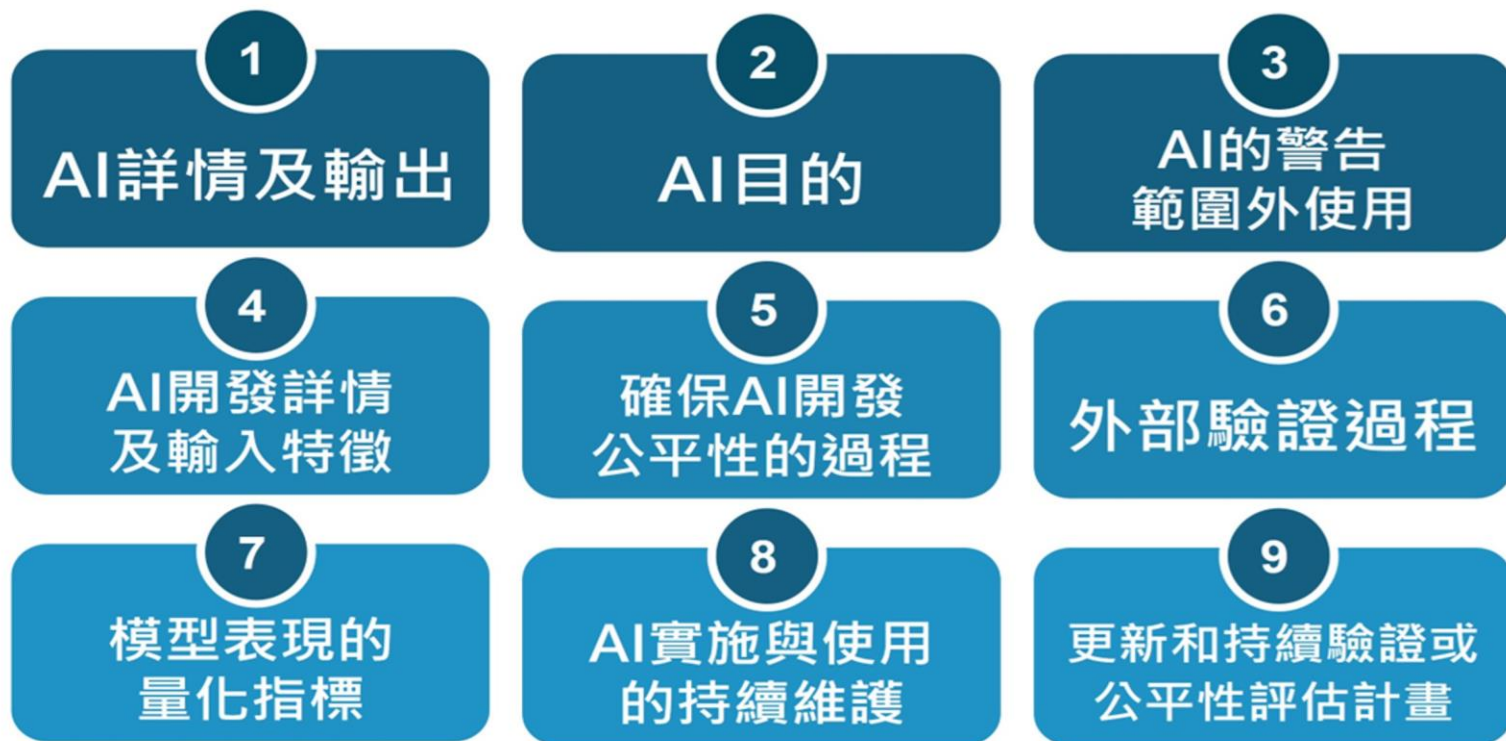 1
AI詳情及輸出
2
AI目的
3
AI的警告
範圍外使用
4
AI開發詳情
及輸入特徵
5
確保AI開發
公平性的過程
6
外部驗證過程
7
模型表現的
量化指標
8
AI實施與使用
的持續維護
9
更新和持續驗證或
公平性評估計畫